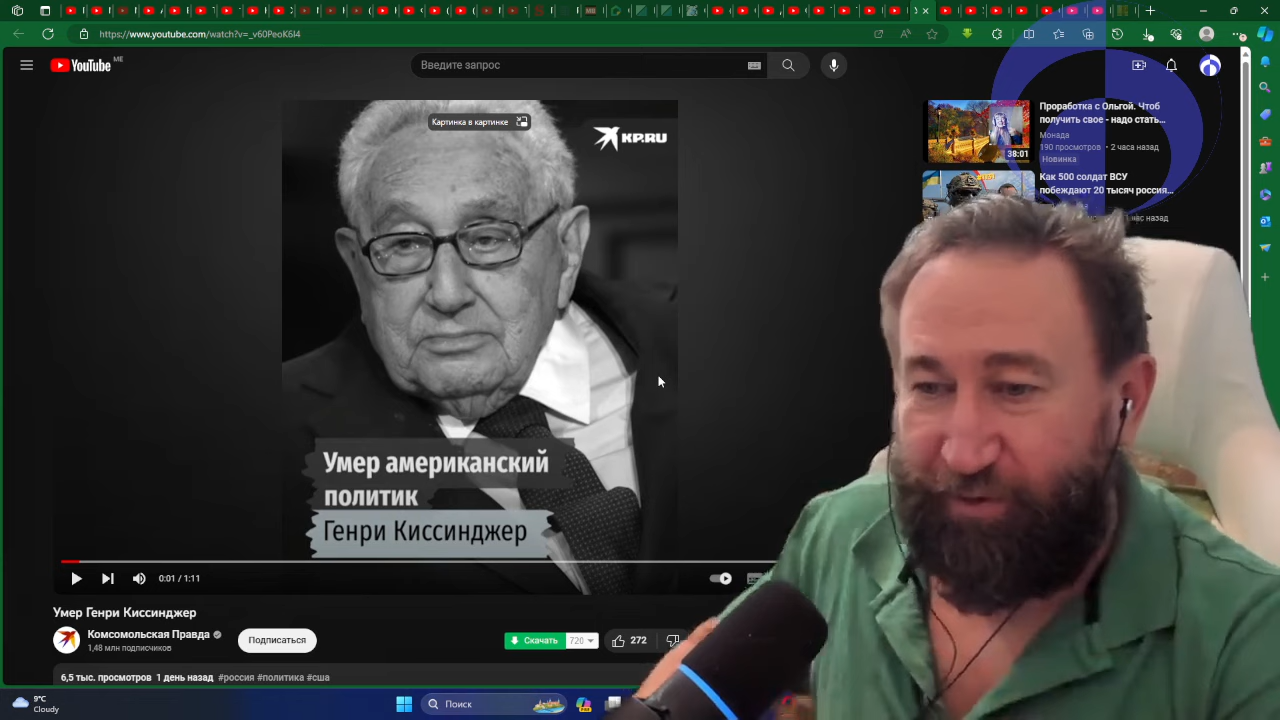 https://www.youtube.com/watch?v=_v60PeoK6l4
YouTube ME
Введите запрос
Картинка в картинке
KP.RU
Умер американский
политик
Генри Киссинджер
0:01 / 1:11
Умер Генри Киссинджер
Комсомольская Правда
1,48 млн подписчиков
Подписаться
Скачать 720
272
6,5 тыс. просмотров 1 день назад #россия #политика #сша
Проработка с Ольгой. Чтоб
получить свое - надо стать...
Монада
190 просмотров • 2 часа назад
Новинка
38:01
Как 500 солдат ВСУ
побеждают 20 тысяч россия...
9°C
Cloudy
Поиск